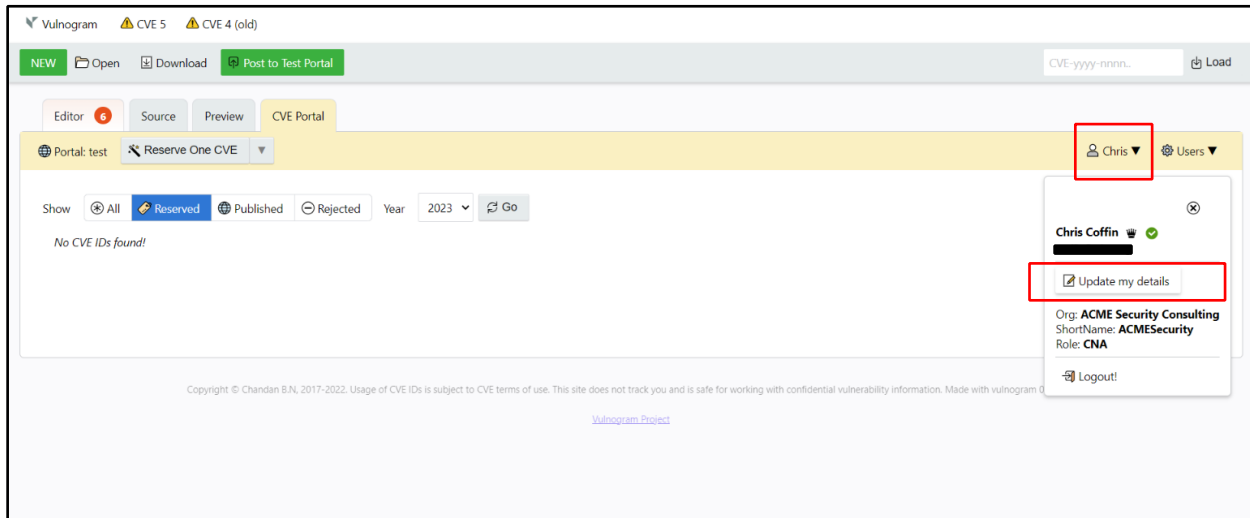 Vulnogram CVE 5 CVE 4 (old)
NEW Open Download Post to Test Portal CVE-yyyy-nnnn.. Load
Editor 6 Source Preview CVE Portal
Portal: test Reserve One CVE ▼ Chris ▼ Users ▼
Show All Reserved Published Rejected Year 2023 Go
No CVE IDs found!
Chris Coffin
Update my details
Org: ACME Security Consulting
ShortName: ACMESecurity
Role: CNA
Logout!
Copyright © Chandan B.N, 2017-2022. Usage of CVE IDs is subject to CVE terms of use. This site does not track you and is safe for working with confidential vulnerability information. Made with vulnogram 0
Vulnogram Project